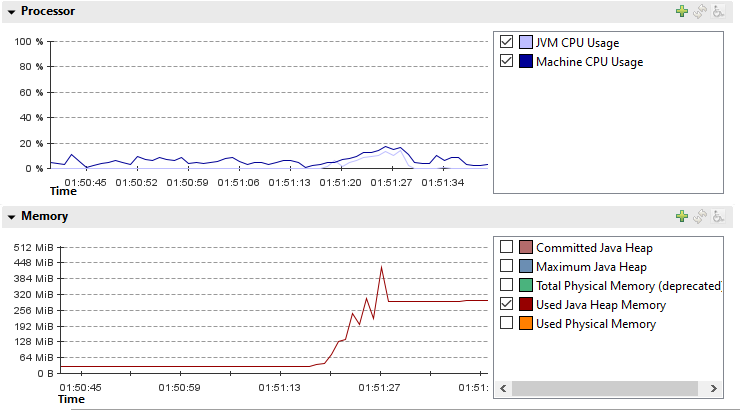 Processor
100 %
80 %
60 %
40 %
20 %
0 %
01:50:45 01:50:52 01:50:59 01:51:06 01:51:13 01:51:20 01:51:27 01:51:34
Time
JVM CPU Usage
Machine CPU Usage
Memory
512 MiB
448 MiB
384 MiB
320 MiB
256 MiB
192 MiB
128 MiB
64 MiB
0 B
01:50:45 01:50:59 01:51:13 01:51:27 01:51:
Time
Committed Java Heap
Maximum Java Heap
Total Physical Memory (deprecated)
Used Java Heap Memory
Used Physical Memory